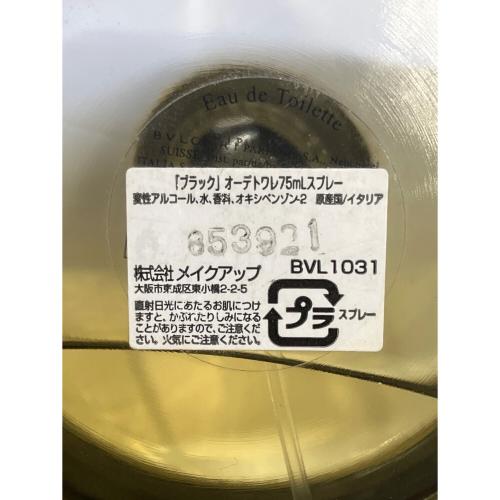 Eau de Toilette
「ブラック」オーデトワレ75mLスプレー
変性アルコール、水、香料、オキシベンゾン-2 原産国/イタリア
853921
株式会社 メイクアップ
BVL1031
大阪市東成区東小橋2-2-5
直射日光にあたるお肌につけ
ますと、かぶれたりしみになる
ことがありますので、ご注意くだ
さい。火気にご注意ください。
プラ
スプレー